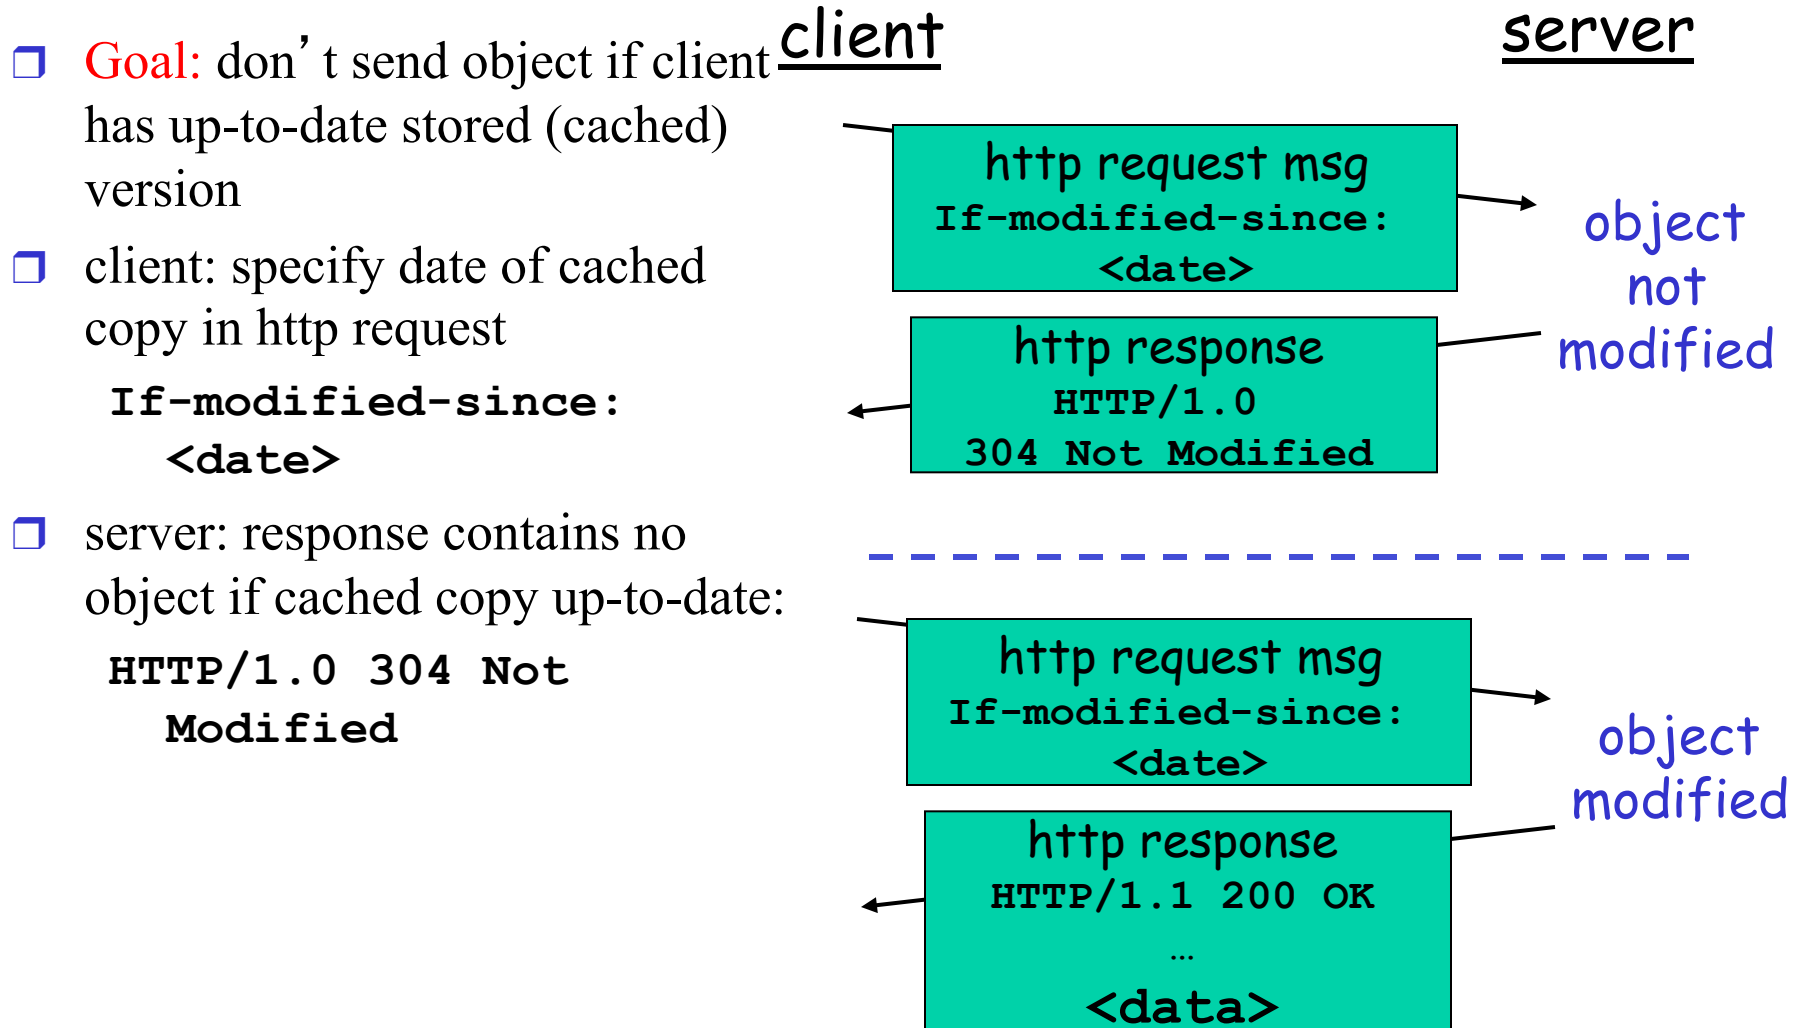 Goal: don’t send object if client
has up-to-date stored (cached)
version
client: specify date of cached
copy in http request
If-modified-since:
<date>
server: response contains no
object if cached copy up-to-date:
HTTP/1.0 304 Not
Modified
client
server
http request msg
If-modified-since:
<date>
object
not
modified
http response
HTTP/1.0
304 Not Modified
http request msg
If-modified-since:
<date>
object
modified
http response
HTTP/1.1 200 OK
…
<data>